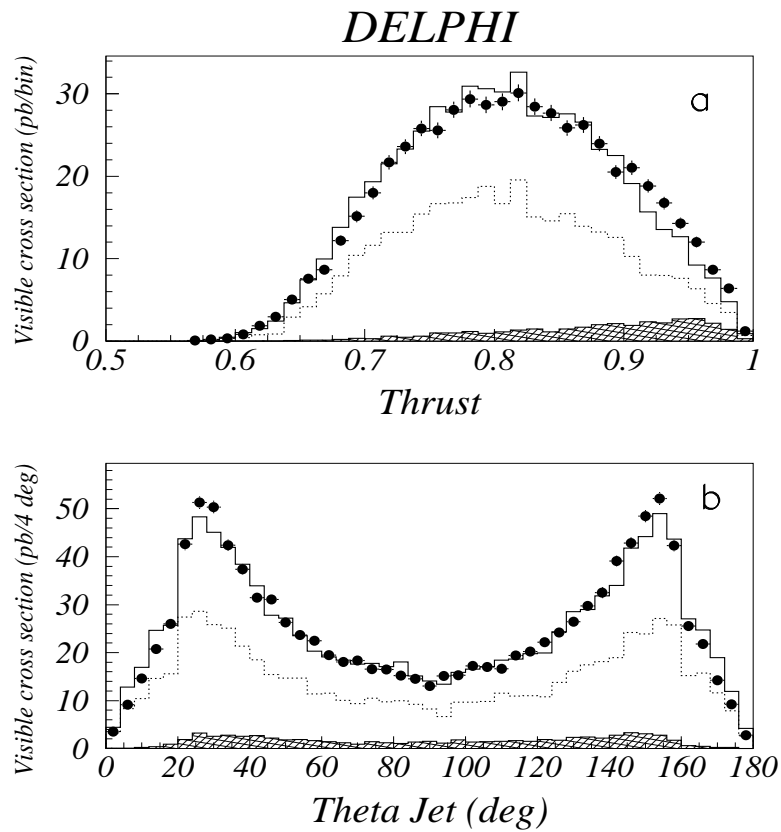 DELPHI
Visible cross section (pb/bin)
30
20
10
0
a
0.5 0.6 0.7 0.8 0.9 1
Thrust
Visible cross section (pb/4 deg)
50
40
30
20
10
0
b
0 20 40 60 80 100 120 140 160 180
Theta Jet (deg)